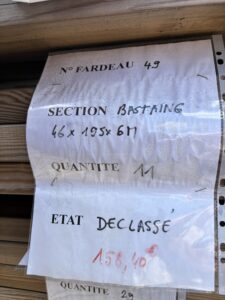 N° FARDEAU 49
SECTION BASTAING
46 x 195 x 6M
QUANTITE 11
ETAT DECLASSÉ
158,40€
QUANTITE 29